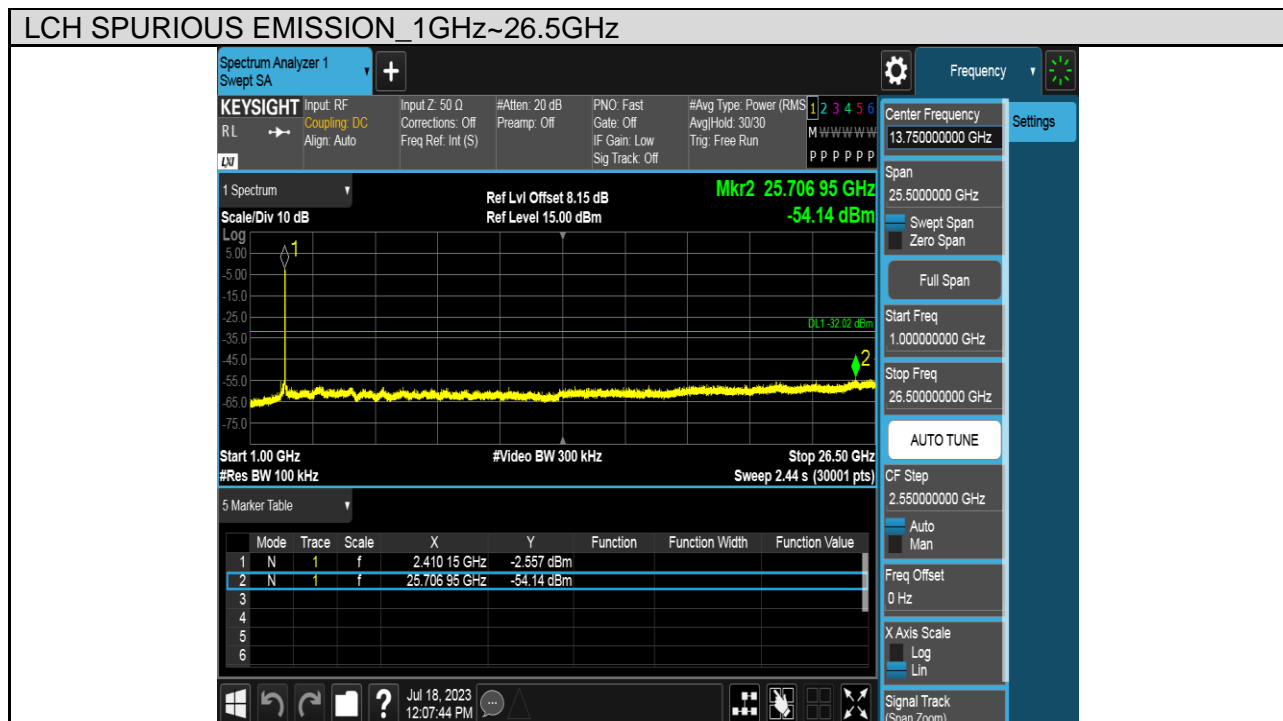 LCH SPURIOUS EMISSION_1GHz~26.5GHz
Spectrum Analyzer 1
Swept SA
Frequency
KEYSIGHT
RL
LXI
Input: RF
Coupling: DC
Align: Auto
Input Z: 50 Ω
Corrections: Off
Freq Ref: Int (S)
#Atten: 20 dB
Preamp: Off
PNO: Fast
Gate: Off
IF Gain: Low
Sig Track: Off
#Avg Type: Power (RMS
Avg|Hold: 30/30
Trig: Free Run
1 2 3 4 5 6
M W W W W W
P P P P P P
1 Spectrum
Scale/Div 10 dB
Ref Lvl Offset 8.15 dB
Ref Level 15.00 dBm
Mkr2 25.706 95 GHz
-54.14 dBm
Log
5.00
-5.00
-15.0
-25.0
-35.0
-45.0
-55.0
-65.0
-75.0
1
DL1 -32.02 dBm
2
Start 1.00 GHz
#Video BW 300 kHz
Stop 26.50 GHz
#Res BW 100 kHz
Sweep 2.44 s (30001 pts)
5 Marker Table
Mode Trace Scale X Y Function Function Width Function Value
1 N 1 f 2.410 15 GHz -2.557 dBm
2 N 1 f 25.706 95 GHz -54.14 dBm
3
4
5
6
Jul 18, 2023
12:07:44 PM
Center Frequency
13.750000000 GHz
Settings
Span
25.5000000 GHz
Swept Span
Zero Span
Full Span
Start Freq
1.000000000 GHz
Stop Freq
26.500000000 GHz
AUTO TUNE
CF Step
2.550000000 GHz
Auto
Man
Freq Offset
0 Hz
X Axis Scale
Log
Lin
Signal Track
(Span Zoom)